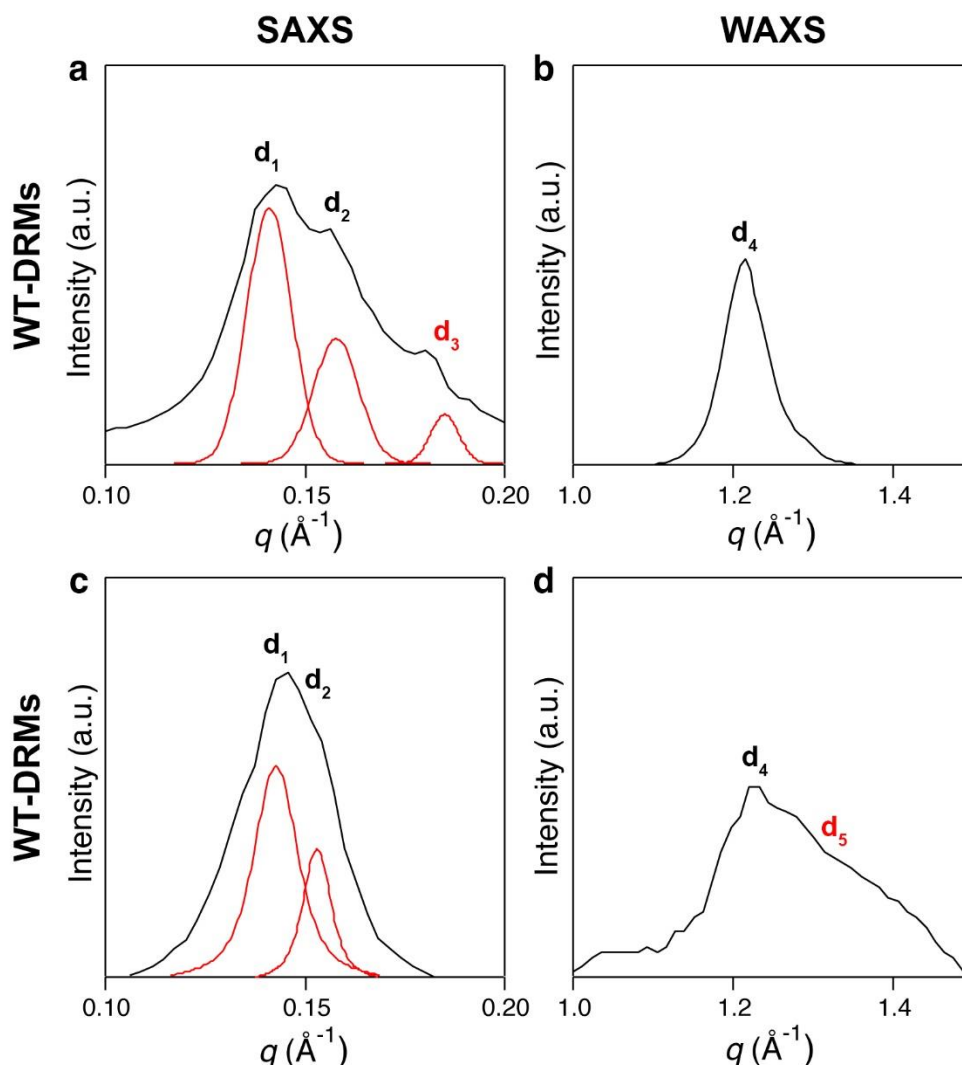 SAXS
WAXS
WT-DRMs
a
d₁
d₂
d₃
Intensity (a.u.)
0.10
0.15
0.20
q (Å⁻¹)
b
d₄
Intensity (a.u.)
1.0
1.2
1.4
q (Å⁻¹)
WT-DRMs
c
d₁
d₂
Intensity (a.u.)
0.10
0.15
0.20
q (Å⁻¹)
d
d₄
d₅
Intensity (a.u.)
1.0
1.2
1.4
q (Å⁻¹)